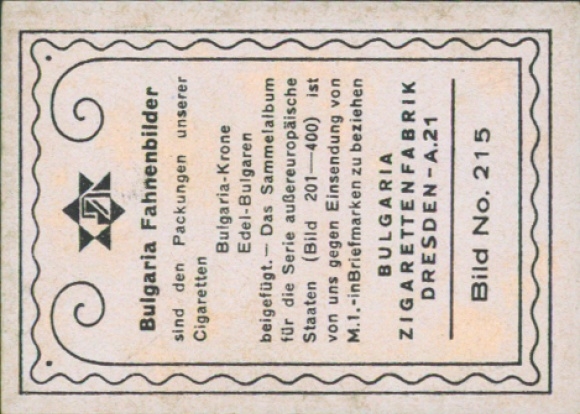 Bulgaria Fahnenbilder
sind den Packungen unserer
Cigaretten
Bulgaria-Krone
Edel-Bulgaren
beigefügt.— Das Sammelalbum
für die Serie außereuropäische
Staaten (Bild 201—400) ist
von uns gegen Einsendung von
M.1.-inBriefmarken zu beziehen
BULGARIA
ZIGARETTENFABRIK
DRESDEN-A.21
Bild No. 215